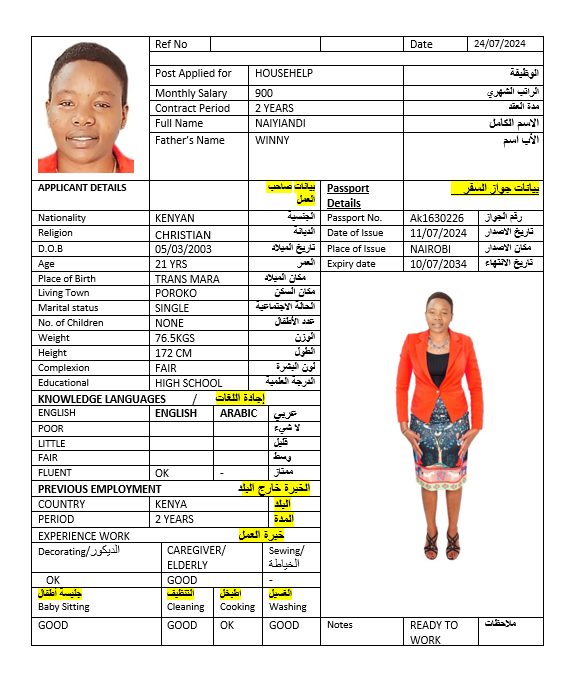 Ref No Date 24/07/2024
Post Applied for HOUSEHELP الوظيفة
Monthly Salary 900 الراتب الشهري
Contract Period 2 YEARS مدة العقد
Full Name NAIYIANDI الاسم الكامل
Father's Name WINNY الأب اسم
APPLICANT DETAILS بيانات صاحب العمل
Passport Details بيانات جواز السفر
Nationality KENYAN الجنسية Passport No. Ak1630226 رقم الجواز
Religion CHRISTIAN الديانة Date of Issue 11/07/2024 تاريخ الاصدار
D.O.B 05/03/2003 تاريخ الميلاد Place of Issue NAIROBI مكان الاصدار
Age 21 YRS العمر Expiry date 10/07/2034 تاريخ الانتهاء
Place of Birth TRANS MARA مكان الميلاد
Living Town POROKO مكان السكن
Marital status SINGLE الحالة الاجتماعية
No. of Children NONE عدد الأطفال
Weight 76.5KGS الوزن
Height 172 CM الطول
Complexion FAIR لون البشرة
Educational HIGH SCHOOL الدرجة العلمية
KNOWLEDGE LANGUAGES / إجادة اللغات
ENGLISH ENGLISH ARABIC عربي
POOR لا شيء
LITTLE قليل
FAIR وسط
FLUENT OK - ممتاز
PREVIOUS EMPLOYMENT الخبرة خارج البلد
COUNTRY KENYA البلد
PERIOD 2 YEARS المدة
EXPERIENCE WORK خبرة العمل
Decorating/الديكور CAREGIVER/ Sewing/
ELDERLY الخياطة
OK GOOD -
جليسة اطفال التنظيف اطبخل الغسيل
Baby Sitting Cleaning Cooking Washing
GOOD GOOD OK GOOD Notes READY TO WORK ملاحظات